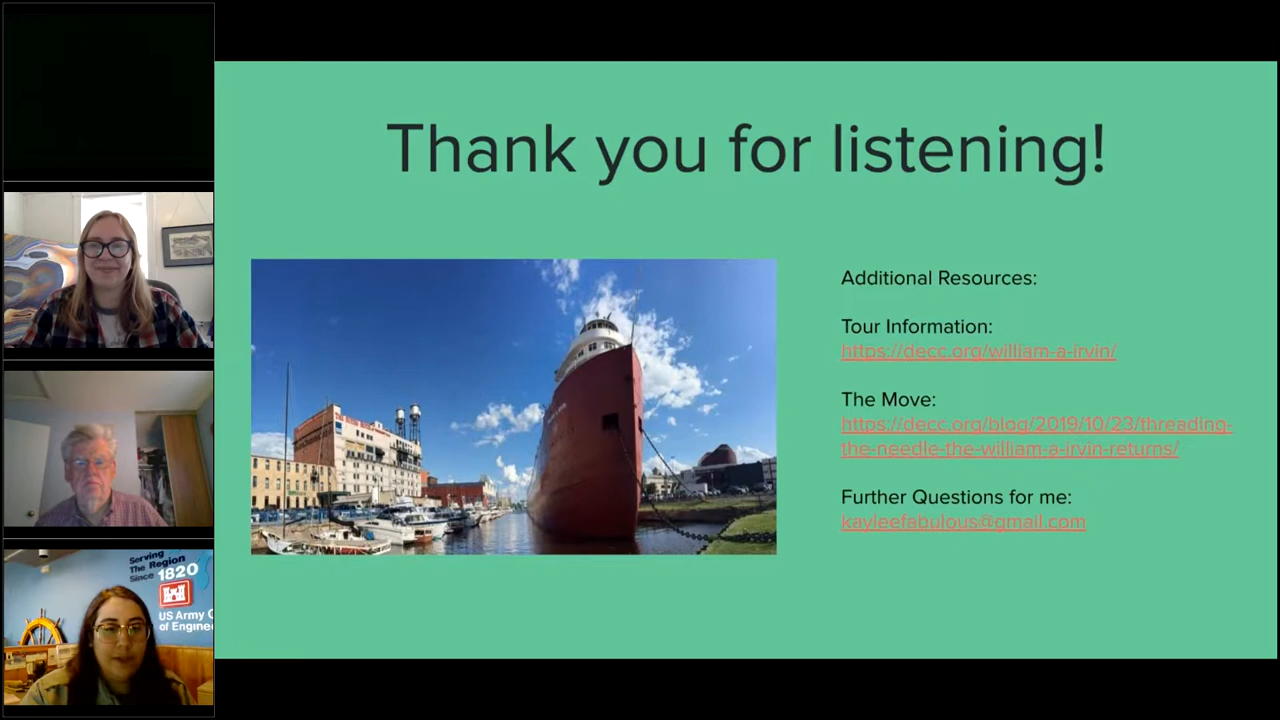 Thank you for listening!
Additional Resources:
Tour Information:
https://decc.org/william-a-irvin/
The Move:
https://decc.org/blog/2019/10/23/threading-
the-needle-the-william-a-irvin-returns/
Further Questions for me:
kayleefabulous@gmail.com
Serving
The Region
Since 1820
US Army
of Engine